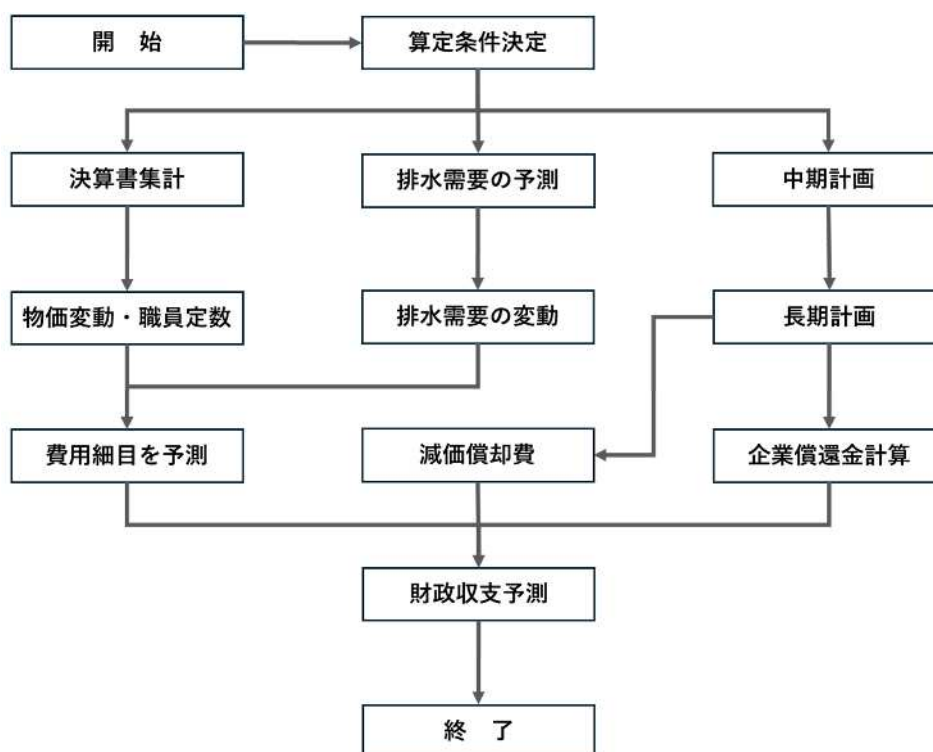 開　始
算定条件決定
決算書集計
排水需要の予測
中期計画
物価変動・職員定数
排水需要の変動
長期計画
費用細目を予測
減価償却費
企業償還金計算
財政収支予測
終　了